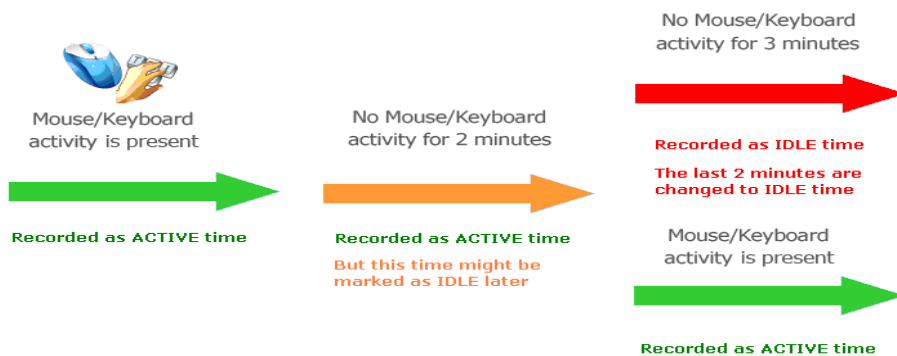 Mouse/Keyboard
activity is present
Recorded as ACTIVE time
No Mouse/Keyboard
activity for 2 minutes
Recorded as ACTIVE time
But this time might be
marked as IDLE later
No Mouse/Keyboard
activity for 3 minutes
Recorded as IDLE time
The last 2 minutes are
changed to IDLE time
Mouse/Keyboard
activity is present
Recorded as ACTIVE time